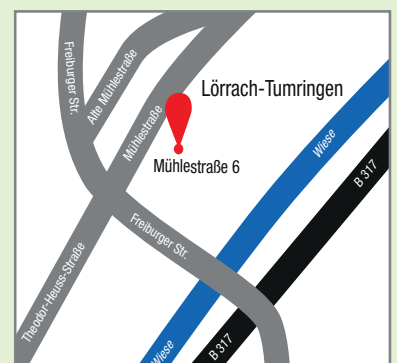 Freiburger Str.
Alte Mühlestraße
Mühlestraße
Lörrach-Tumringen
Mühlestraße 6
Wiese
B 317
Freiburger Str.
Theodor-Heuss-Straße
Wiese
B 317